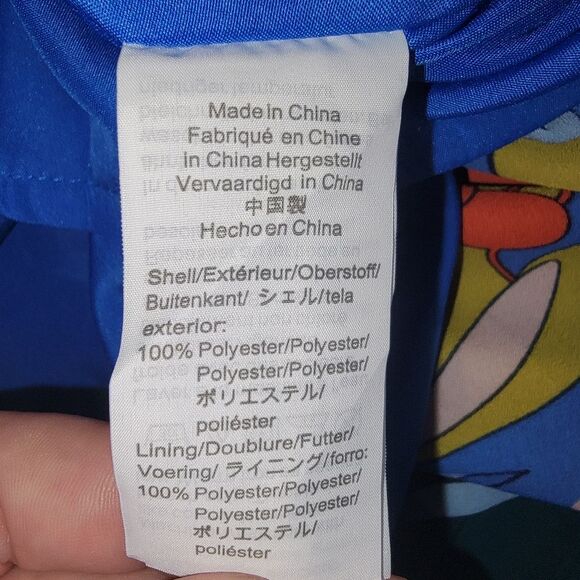 Made in China
Fabriqué en Chine
in China Hergestellt
Vervaardigd in China
中国製
Hecho en China
Shell/Extérieur/Oberstoff/
Buitenkant/ シェル/tela
exterior:
100% Polyester/Polyester/
Polyester/Polyester/
ポリエステル/
poliéster
Lining/Doublure/Futter/
Voering/ ライニング/forro:
100% Polyester/Polyester/
Polyester/Polyester/
ポリエステル/
poliéster